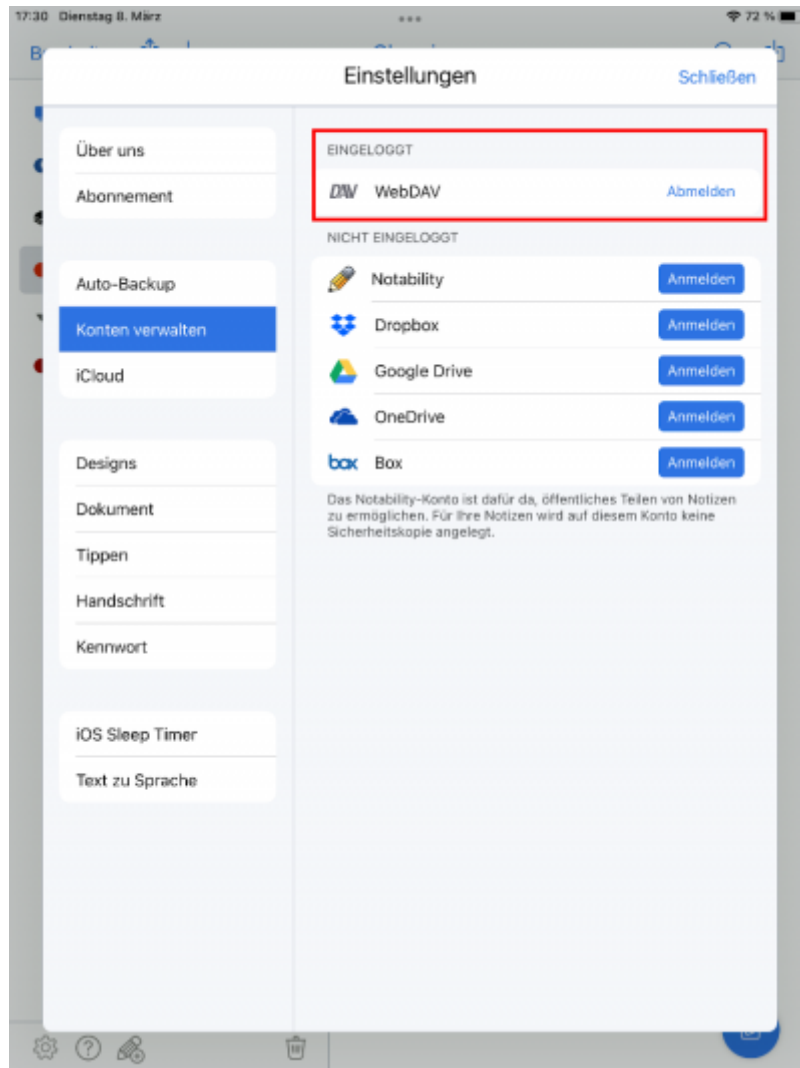 17:30 Dienstag 8. März
72 %
Einstellungen
Schließen
Über uns
Abonnement
Auto-Backup
Konten verwalten
iCloud
Designs
Dokument
Tippen
Handschrift
Kennwort
iOS Sleep Timer
Text zu Sprache
EINGELOGGT
DAV WebDAV Abmelden
NICHT EINGELOGGT
Notability Anmelden
Dropbox Anmelden
Google Drive Anmelden
OneDrive Anmelden
box Box Anmelden
Das Notability-Konto ist dafür da, öffentliches Teilen von Notizen
zu ermöglichen. Für Ihre Notizen wird auf diesem Konto keine
Sicherheitskopie angelegt.